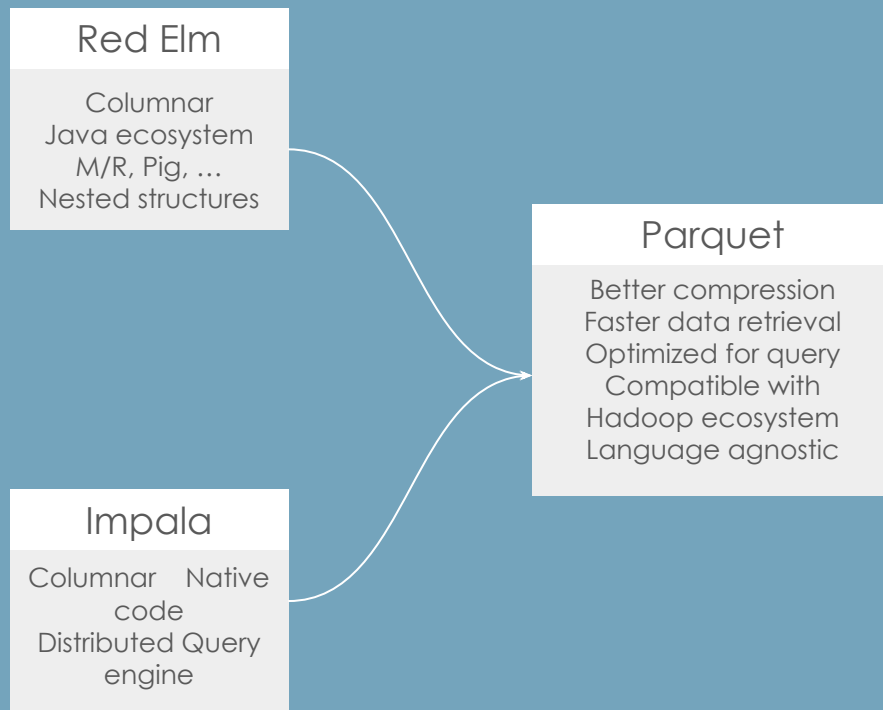 Red Elm
Columnar
Java ecosystem
M/R, Pig, …
Nested structures
Parquet
Better compression
Faster data retrieval
Optimized for query
Compatible with
Hadoop ecosystem
Language agnostic
Impala
Columnar Native
code
Distributed Query
engine